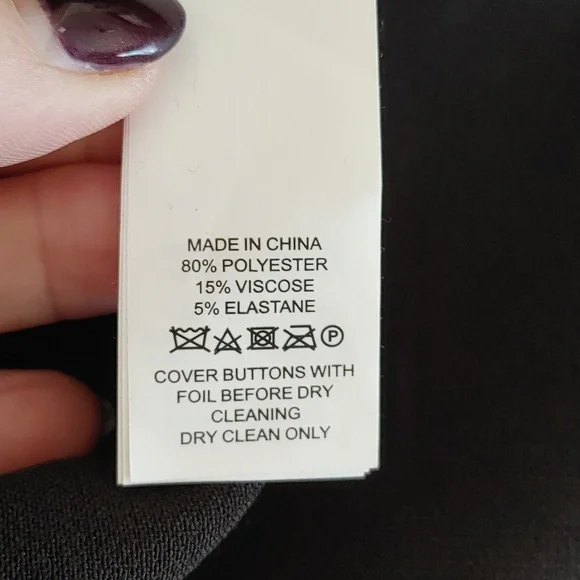 MADE IN CHINA
80% POLYESTER
15% VISCOSE
5% ELASTANE
P
COVER BUTTONS WITH
FOIL BEFORE DRY
CLEANING
DRY CLEAN ONLY